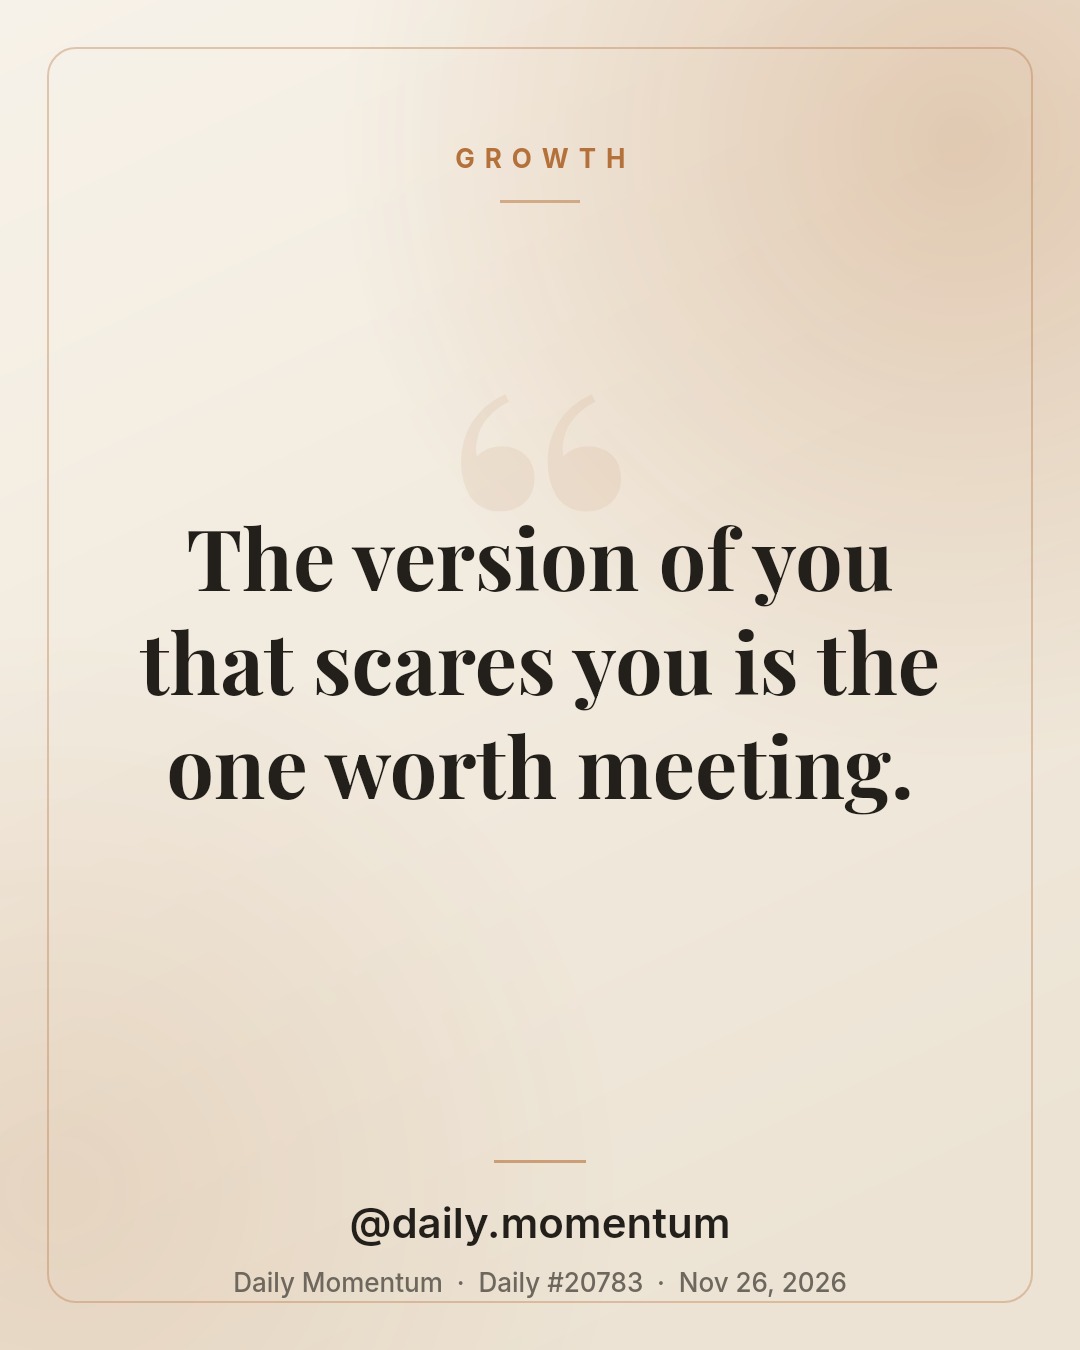 GROWTH
“
The version of you
that scares you is the
one worth meeting.
@daily.momentum
Daily Momentum · Daily #20783 · Nov 26, 2026